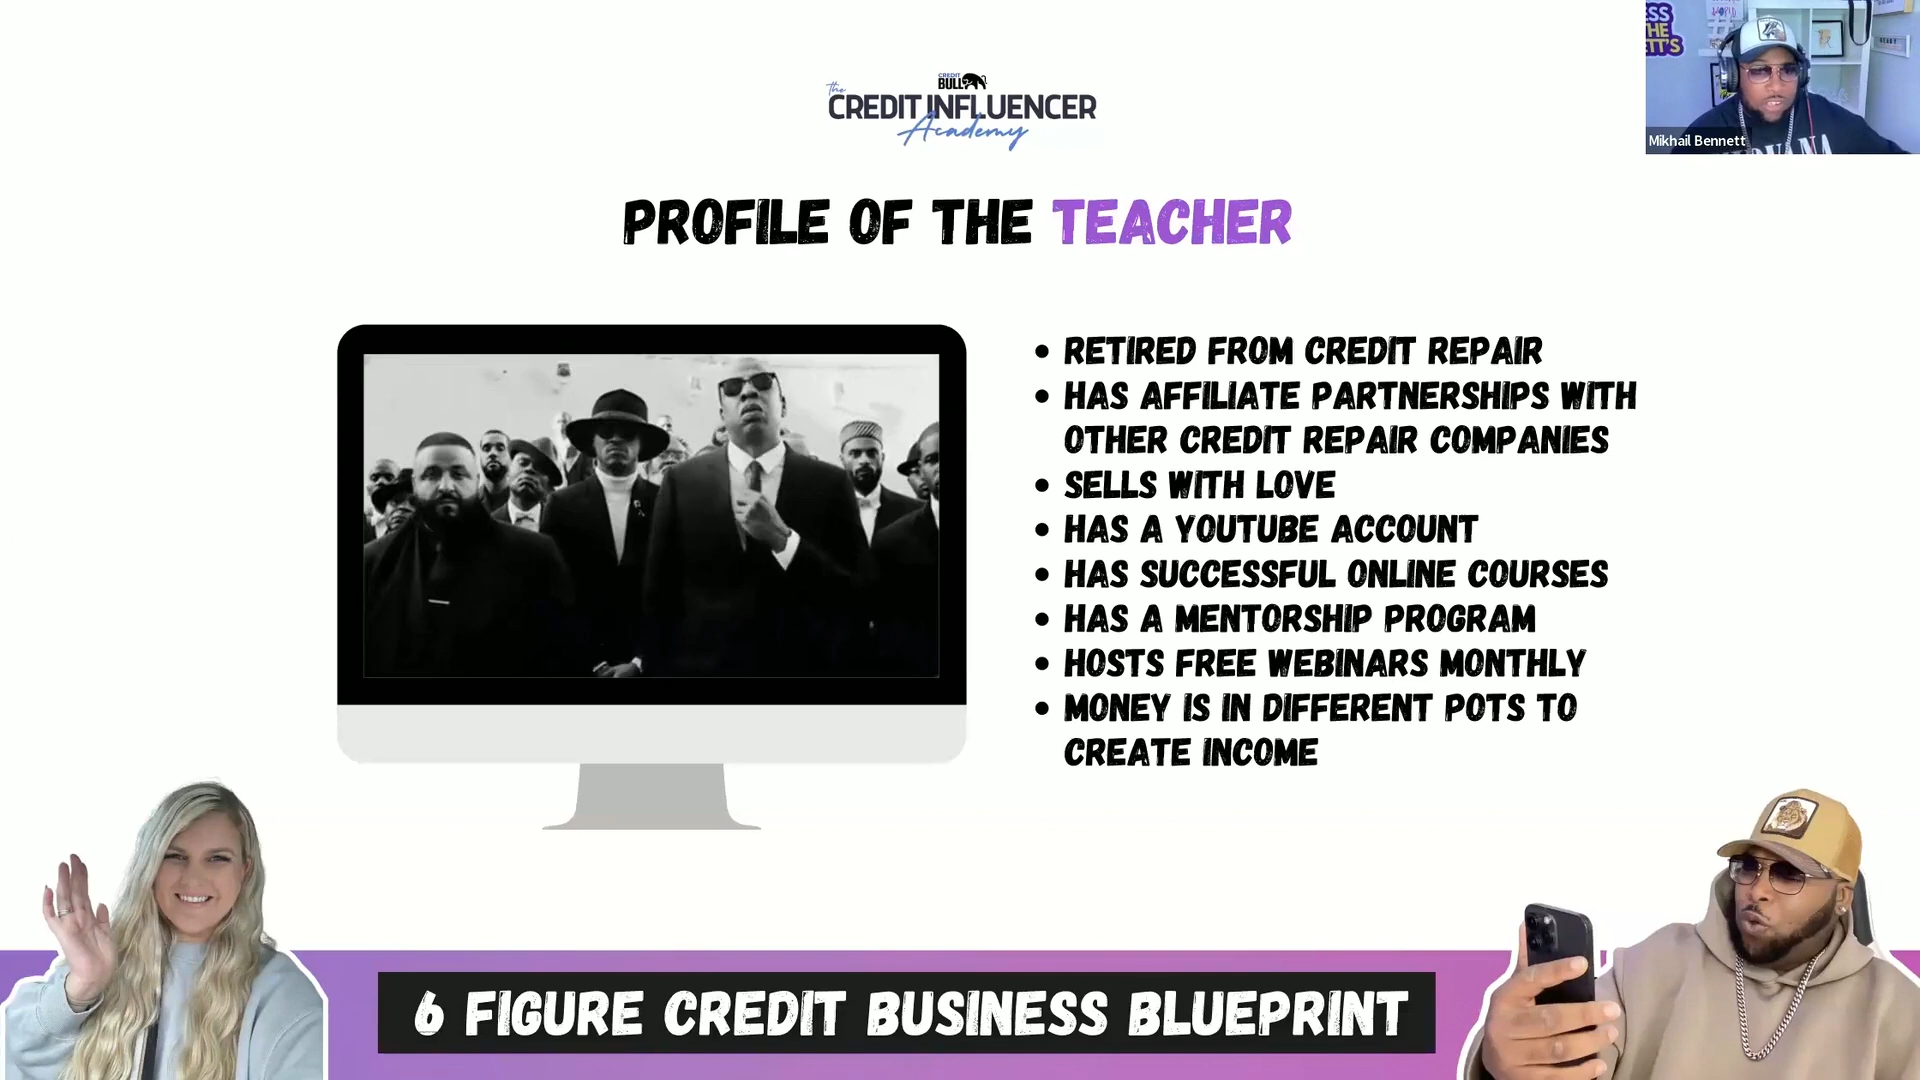 CREDIT
BULL
the
CREDIT INFLUENCER
Academy
PROFILE OF THE TEACHER
Mikhail Bennett
• RETIRED FROM CREDIT REPAIR
• HAS AFFILIATE PARTNERSHIPS WITH
OTHER CREDIT REPAIR COMPANIES
• SELLS WITH LOVE
• HAS A YOUTUBE ACCOUNT
• HAS SUCCESSFUL ONLINE COURSES
• HAS A MENTORSHIP PROGRAM
• HOSTS FREE WEBINARS MONTHLY
• MONEY IS IN DIFFERENT POTS TO
CREATE INCOME
6 FIGURE CREDIT BUSINESS BLUEPRINT